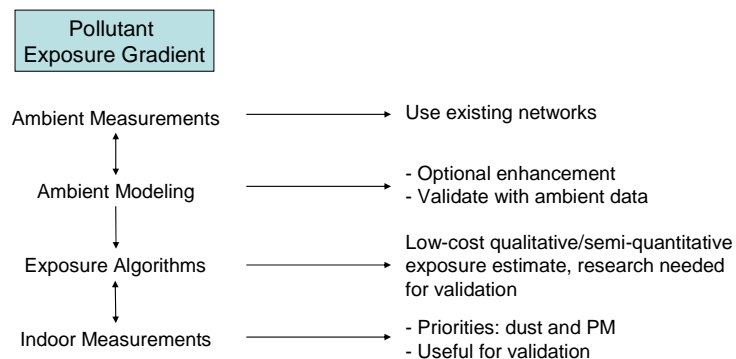 Pollutant
Exposure Gradient
Ambient Measurements
Use existing networks
Ambient Modeling
- Optional enhancement
- Validate with ambient data
Exposure Algorithms
Low-cost qualitative/semi-quantitative
exposure estimate, research needed
for validation
Indoor Measurements
- Priorities: dust and PM
- Useful for validation